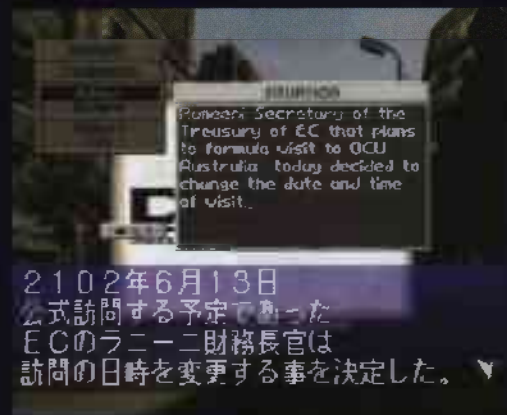 Secretary of the
Treasury of EC that plans
to formula visit to OCU
Australia today decided to
change the date and time
of visit..
2102年6月13日
公式訪問する予定であった
ECのラニーニ財務長官は
訪問の日時を変更する事を決定した。